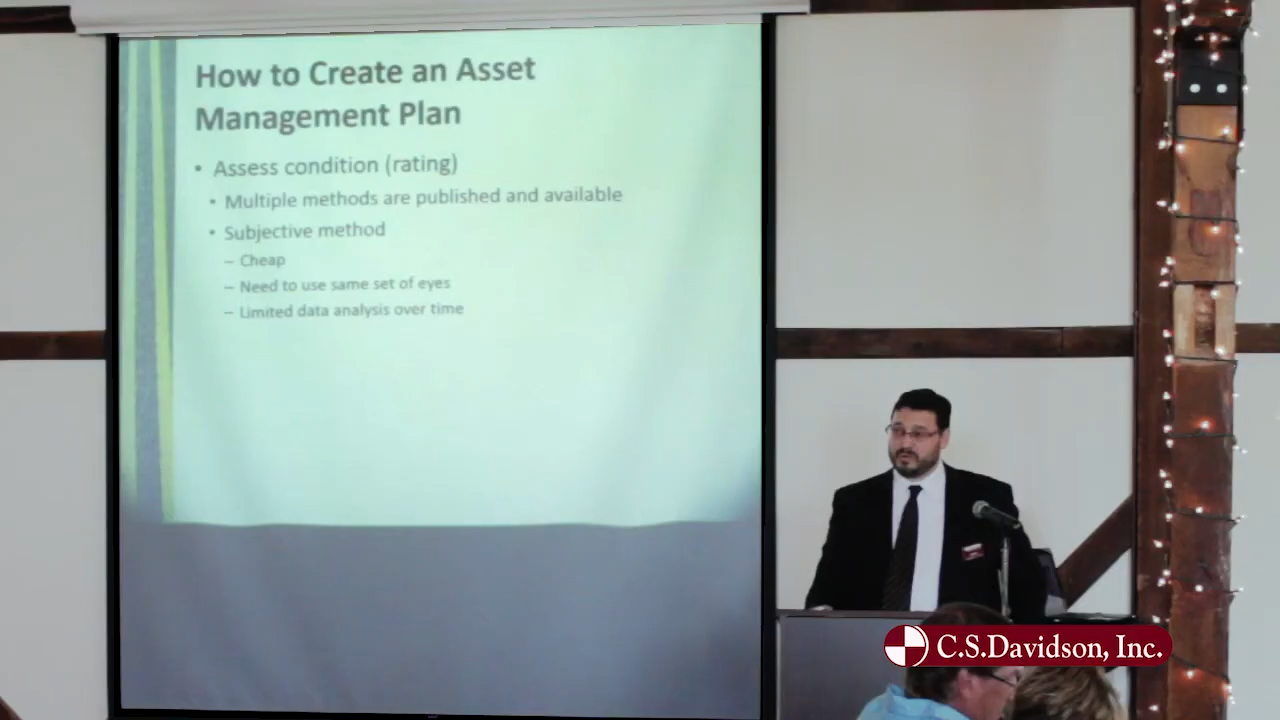 How to Create an Asset
Management Plan
• Assess condition (rating)
• Multiple methods are published and available
• Subjective method
– Cheap
– Need to use same set of eyes
– Limited data analysis over time
C.S.Davidson, Inc.